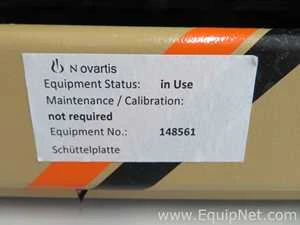 Novartis
Equipment Status: in Use
Maintenance / Calibration:
not required
Equipment No.: 148561
Schüttelplatte
www.EquipNet.com